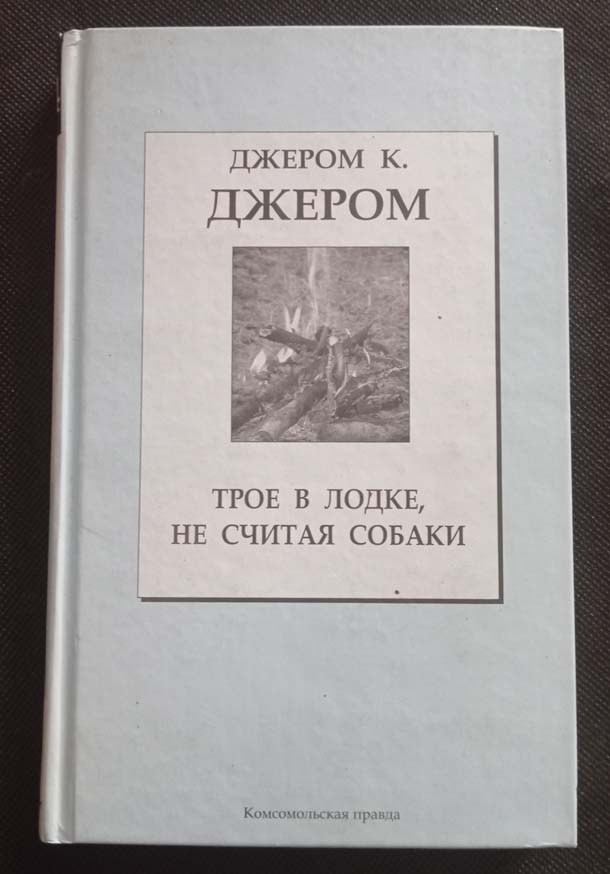 ДЖЕРОМ К.
ДЖЕРОМ
ТРОЕ В ЛОДКЕ,
НЕ СЧИТАЯ СОБАКИ
Комсомольская правда